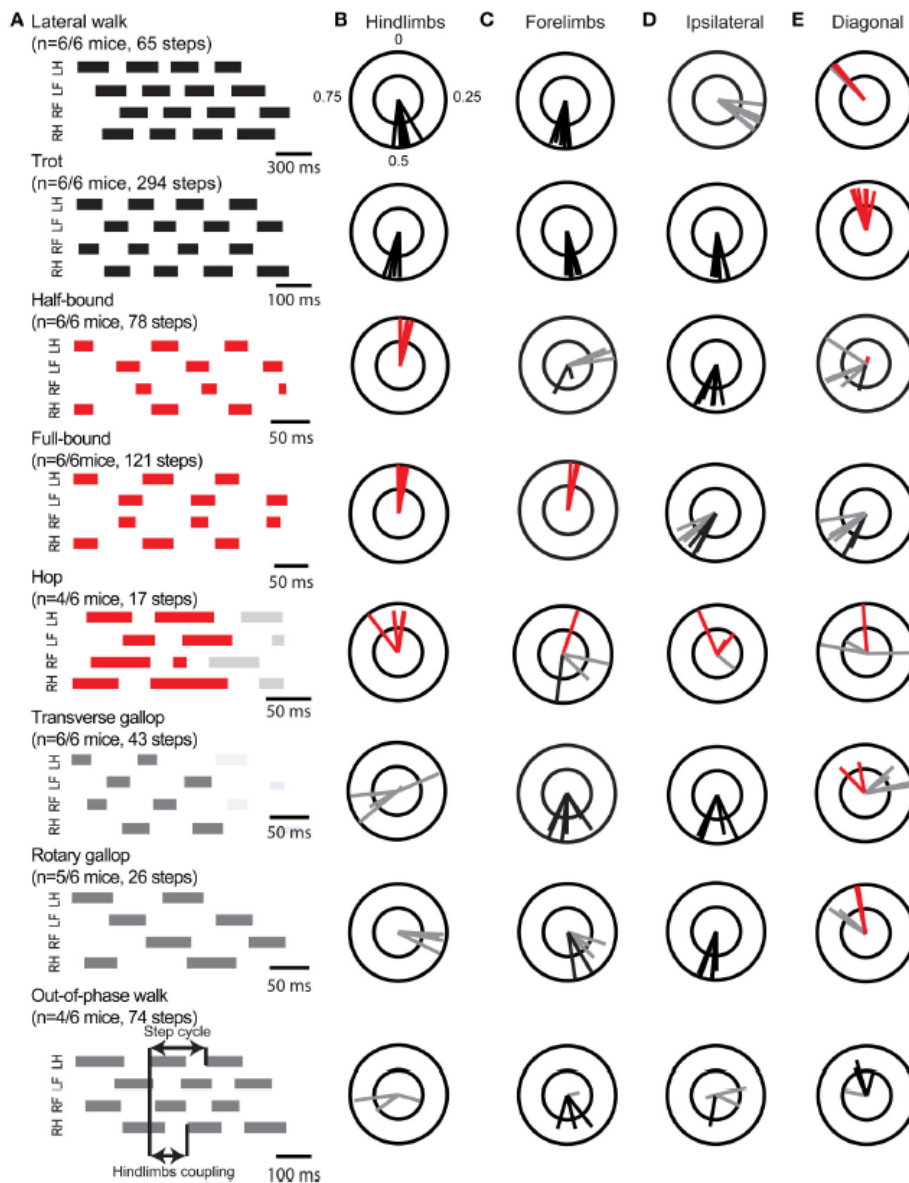 A Lateral walk
(n=6/6 mice, 65 steps)
LH
LF
RF
RH
300 ms
Trot
(n=6/6 mice, 294 steps)
LH
LF
RF
RH
100 ms
Half-bound
(n=6/6 mice, 78 steps)
LH
LF
RF
RH
50 ms
Full-bound
(n=6/6mice, 121 steps)
LH
LF
RF
RH
50 ms
Hop
(n=4/6 mice, 17 steps)
LH
LF
RF
RH
50 ms
Transverse gallop
(n=6/6 mice, 43 steps)
LH
LF
RF
RH
50 ms
Rotary gallop
(n=5/6 mice, 26 steps)
LH
LF
RF
RH
50 ms
Out-of-phase walk
(n=4/6 mice, 74 steps)
Step cycle
LH
LF
RF
RH
Hindlimbs coupling
100 ms
B Hindlimbs
0
0.75
0.25
0.5
C Forelimbs
D Ipsilateral
E Diagonal